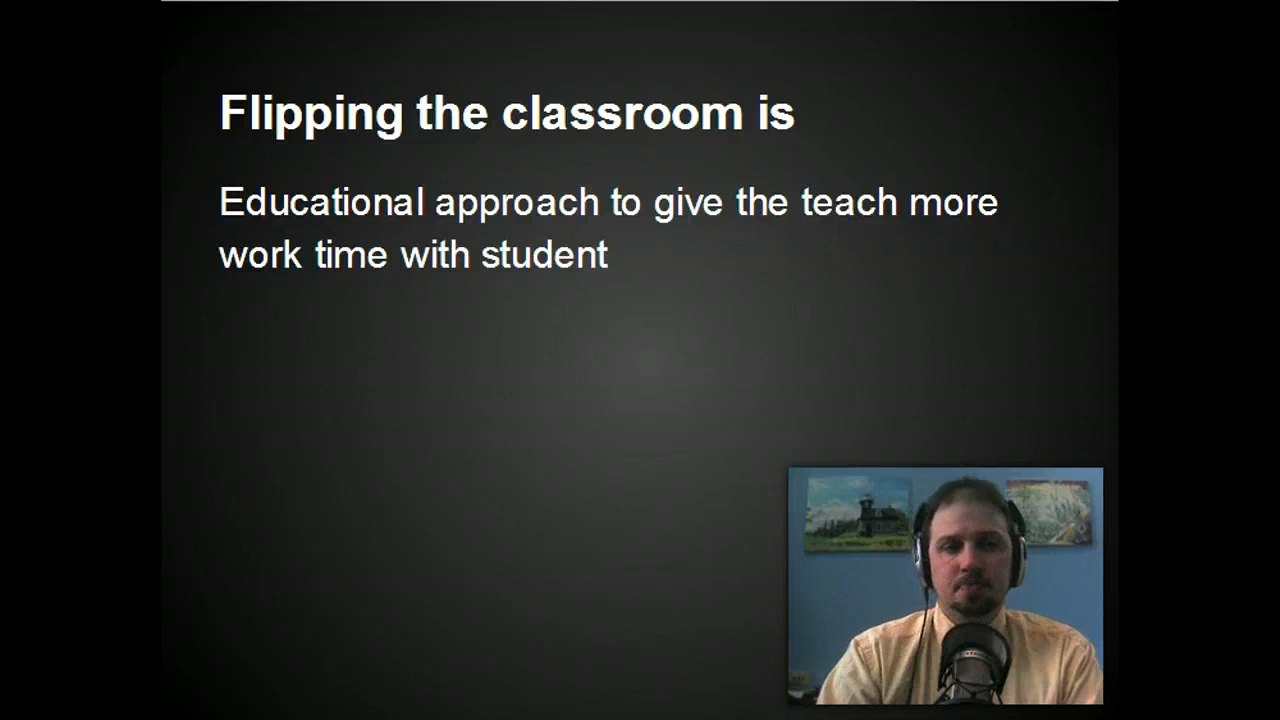 Flipping the classroom is
Educational approach to give the teach more
work time with student